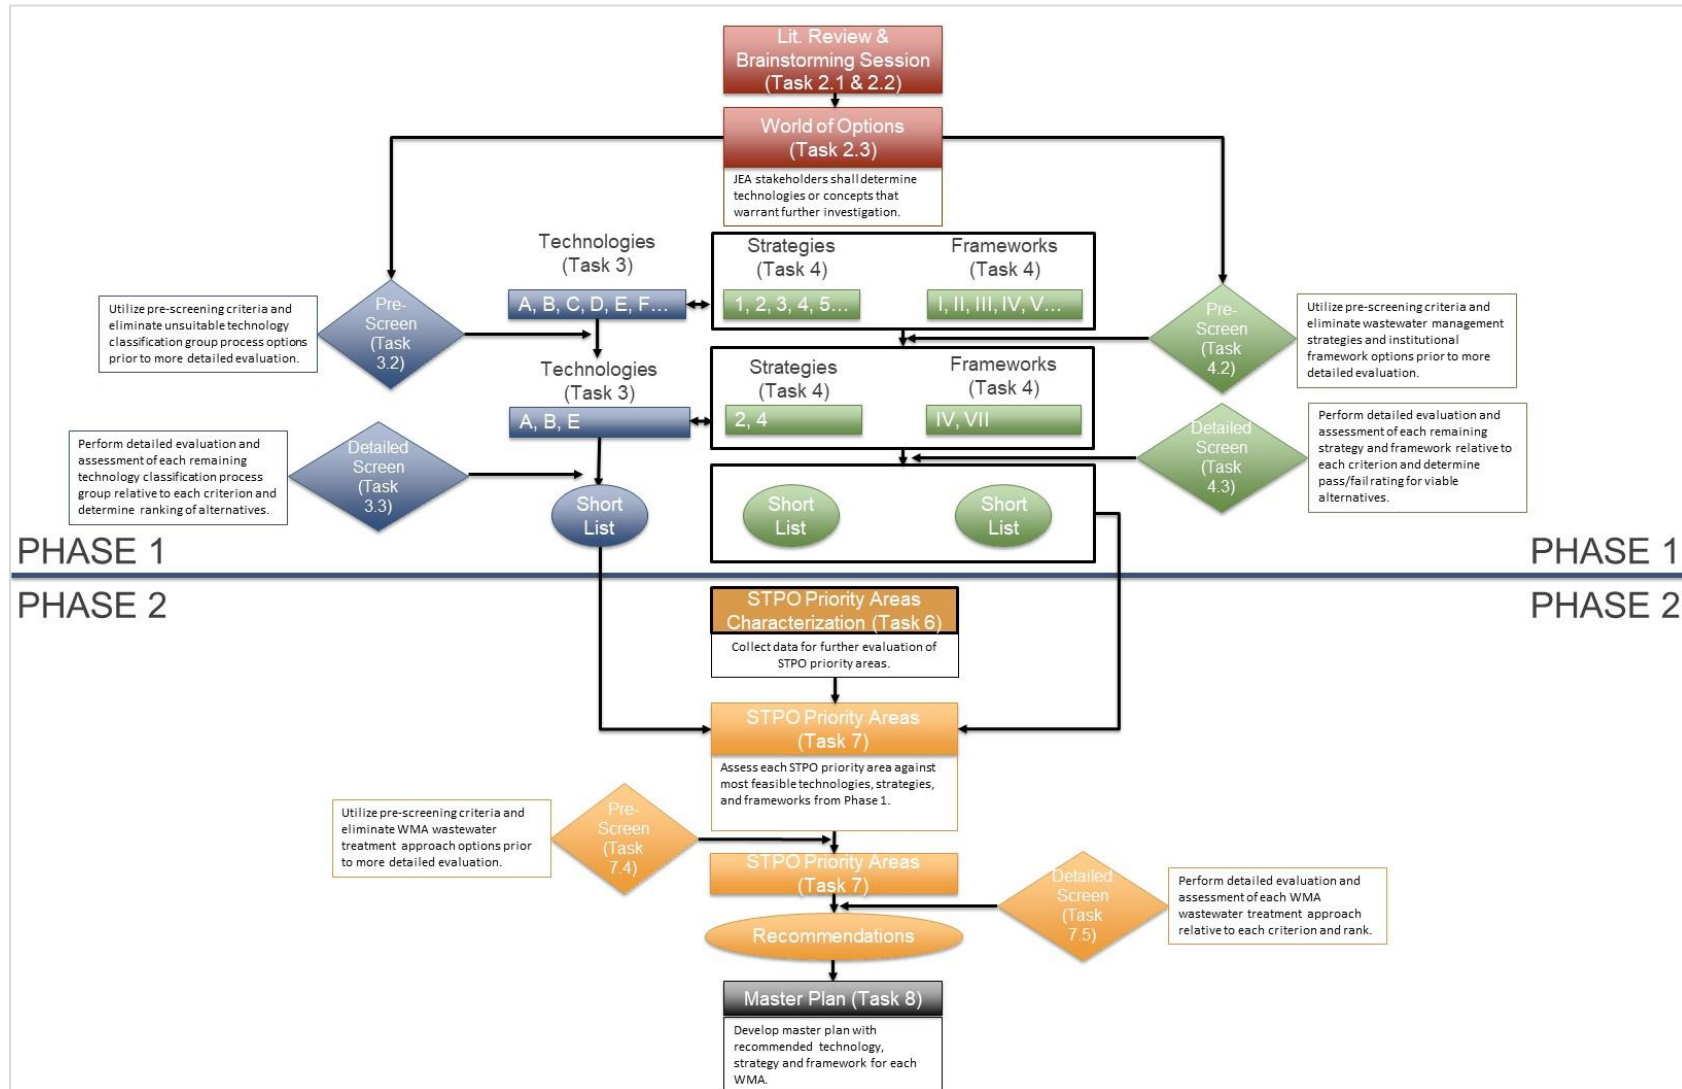 Lit. Review &
Brainstorming Session
(Task 2.1 & 2.2)
World of Options
(Task 2.3)
JEA stakeholders shall determine
technologies or concepts that
warrant further investigation.
Technologies
(Task 3)
Strategies
(Task 4)
Frameworks
(Task 4)
A, B, C, D, E, F...
1, 2, 3, 4, 5...
I, II, III, IV, V...
Utilize pre-screening criteria and
eliminate unsuitable technology
classification group process options
prior to more detailed evaluation.
Pre-
Screen
(Task
3.2)
Pre-
Screen
(Task
4.2)
Utilize pre-screening criteria and
eliminate wastewater management
strategies and institutional
framework options prior to more
detailed evaluation.
Technologies
(Task 3)
Strategies
(Task 4)
Frameworks
(Task 4)
A, B, E
2, 4
IV, VII
Perform detailed evaluation and
assessment of each remaining
technology classification process
group relative to each criterion and
determine ranking of alternatives.
Detailed
Screen
(Task
3.3)
Detailed
Screen
(Task
4.3)
Perform detailed evaluation and
assessment of each remaining
strategy and framework relative to
each criterion and determine
pass/fail rating for viable
alternatives.
Short
List
Short
List
Short
List
PHASE 1
PHASE 1
PHASE 2
PHASE 2
STPO Priority Areas
Characterization (Task 6)
Collect data for further evaluation of
STPO priority areas.
STPO Priority Areas
(Task 7)
Assess each STPO priority area against
most feasible technologies, strategies,
and frameworks from Phase 1.
Utilize pre-screening criteria and
eliminate WMA wastewater
treatment approach options prior
to more detailed evaluation.
Pre-
Screen
(Task
7.4)
STPO Priority Areas
(Task 7)
Detailed
Screen
(Task
7.5)
Perform detailed evaluation and
assessment of each WMA
wastewater treatment approach
relative to each criterion and rank.
Recommendations
Master Plan (Task 8)
Develop master plan with
recommended technology,
strategy and framework for each
WMA.